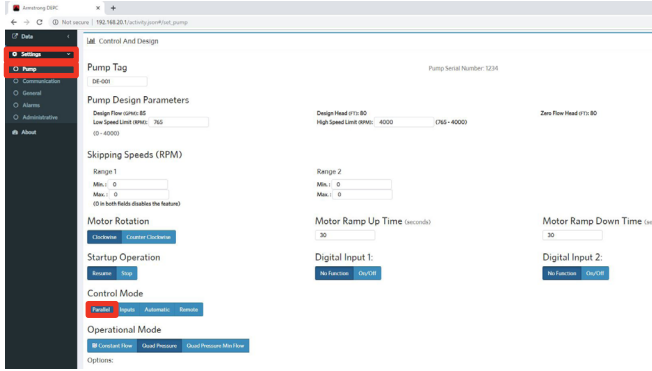 Armstrong DEPC
Not secure | 192.168.20.1/activity.json#/set_pump
Data
Control And Design
Settings
Pump
Pump Tag
Pump Serial Number: 1234
Communication
DE-001
General
Alarms
Pump Design Parameters
Administrative
Design Flow (GPM): 85
Design Head (FT): 80
Zero Flow Head (FT): 80
Low Speed Limit (RPM): 765
High Speed Limit (RPM): 4000 (765 - 4000)
About
(0 - 4000)
Skipping Speeds (RPM)
Range 1
Range 2
Min. : 0
Min. : 0
Max. : 0
Max. : 0
(0 in both fields disables the feature)
Motor Rotation
Motor Ramp Up Time (seconds)
Motor Ramp Down Time (se
Clockwise Counter Clockwise
30
30
Startup Operation
Digital Input 1:
Digital Input 2:
Resume Stop
No Function On/Off
No Function On/Off
Control Mode
Parallel Inputs Automatic Remote
Operational Mode
Constant Flow Quad Pressure Quad Pressure Min Flow
Options: